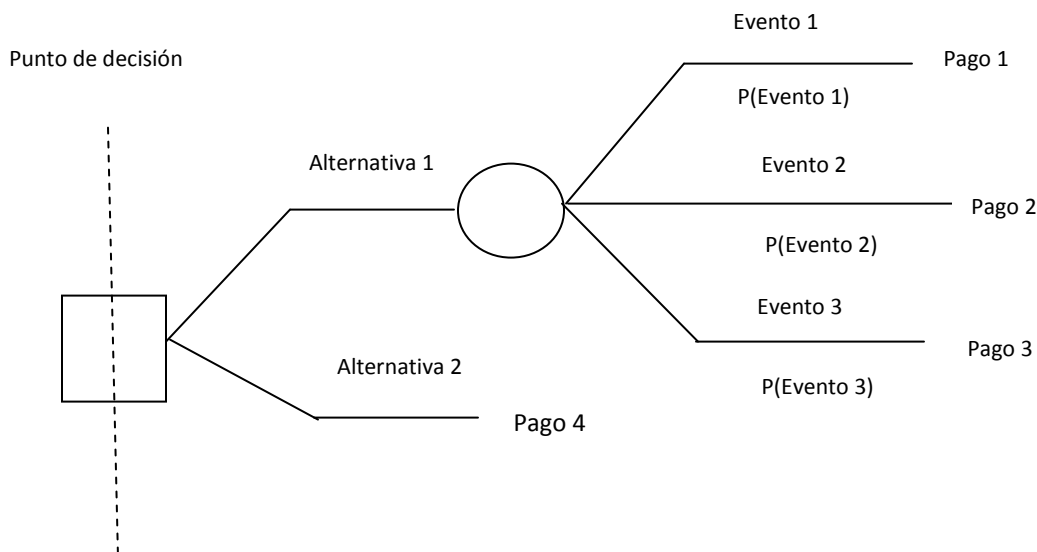 Evento 1
Punto de decisión
Pago 1
P(Evento 1)
Alternativa 1
Evento 2
Pago 2
P(Evento 2)
Evento 3
Pago 3
Alternativa 2
P(Evento 3)
Pago 4